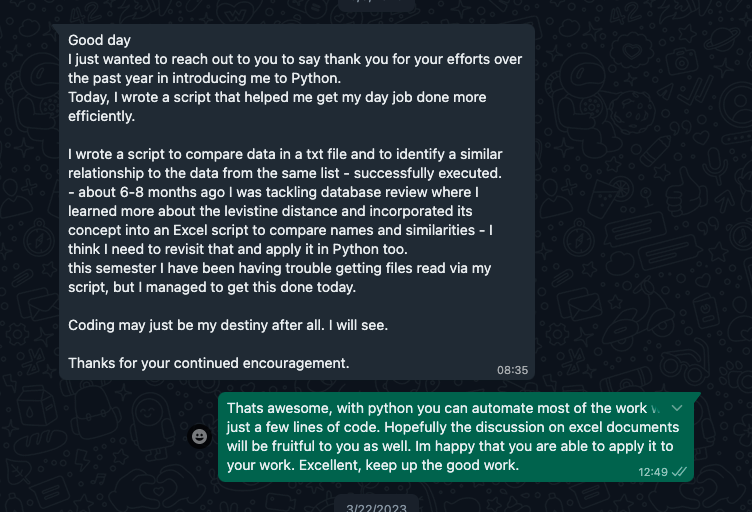 Good day
I just wanted to reach out to you to say thank you for your efforts over
the past year in introducing me to Python.
Today, I wrote a script that helped me get my day job done more
efficiently.
I wrote a script to compare data in a txt file and to identify a similar
relationship to the data from the same list - successfully executed.
- about 6-8 months ago I was tackling database review where I
learned more about the levistine distance and incorporated its
concept into an Excel script to compare names and similarities - I
think I need to revisit that and apply it in Python too.
this semester I have been having trouble getting files read via my
script, but I managed to get this done today.
Coding may just be my destiny after all. I will see.
Thanks for your continued encouragement.
08:35
Thats awesome, with python you can automate most of the work
just a few lines of code. Hopefully the discussion on excel documents
will be fruitful to you as well. Im happy that you are able to apply it to
your work. Excellent, keep up the good work.
12:49
3/22/2023